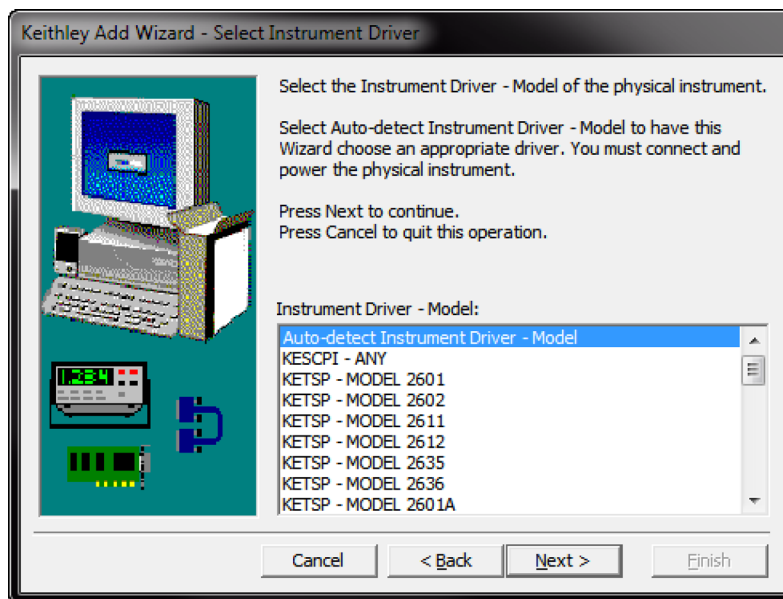 Keithley Add Wizard - Select Instrument Driver
Select the Instrument Driver - Model of the physical instrument.
Select Auto-detect Instrument Driver - Model to have this
Wizard choose an appropriate driver. You must connect and
power the physical instrument.
Press Next to continue.
Press Cancel to quit this operation.
Instrument Driver - Model:
Auto-detect Instrument Driver - Model
KESCPI - ANY
KETSP - MODEL 2601
KETSP - MODEL 2602
KETSP - MODEL 2611
KETSP - MODEL 2612
KETSP - MODEL 2635
KETSP - MODEL 2636
KETSP - MODEL 2601A
1.234
Cancel
< Back
Next >
Finish